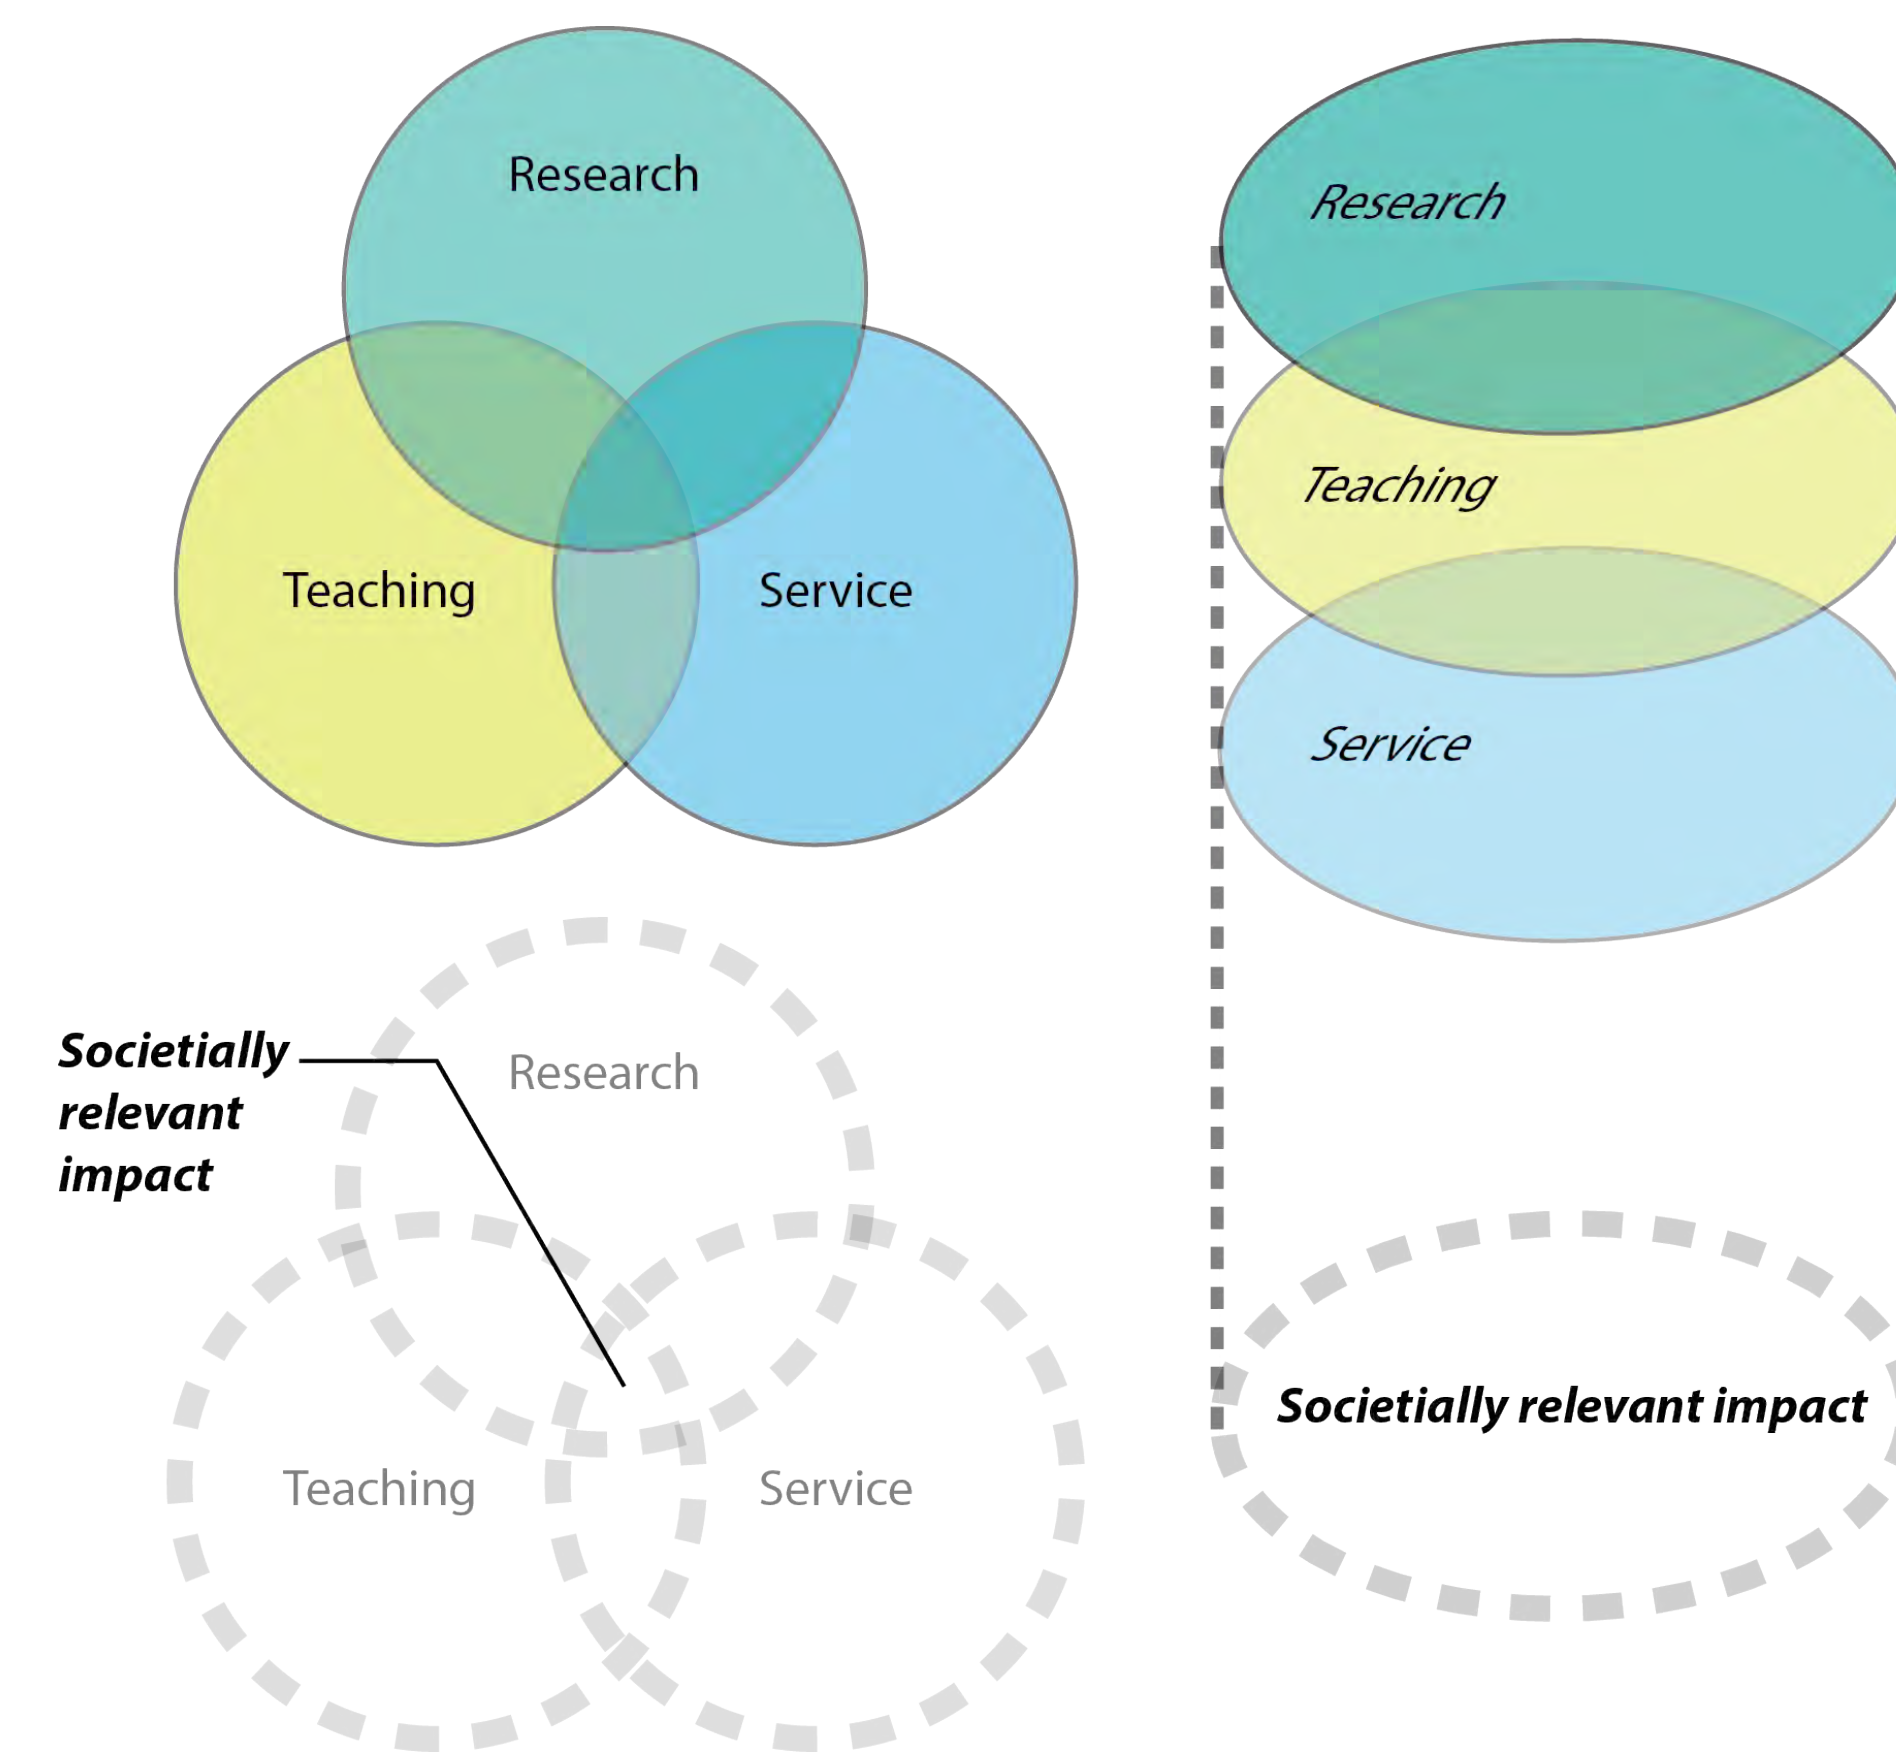 Research
Teaching
Service
Research
Teaching
Service
Societially
relevant
impact
Research
Teaching
Service
Societially relevant impact